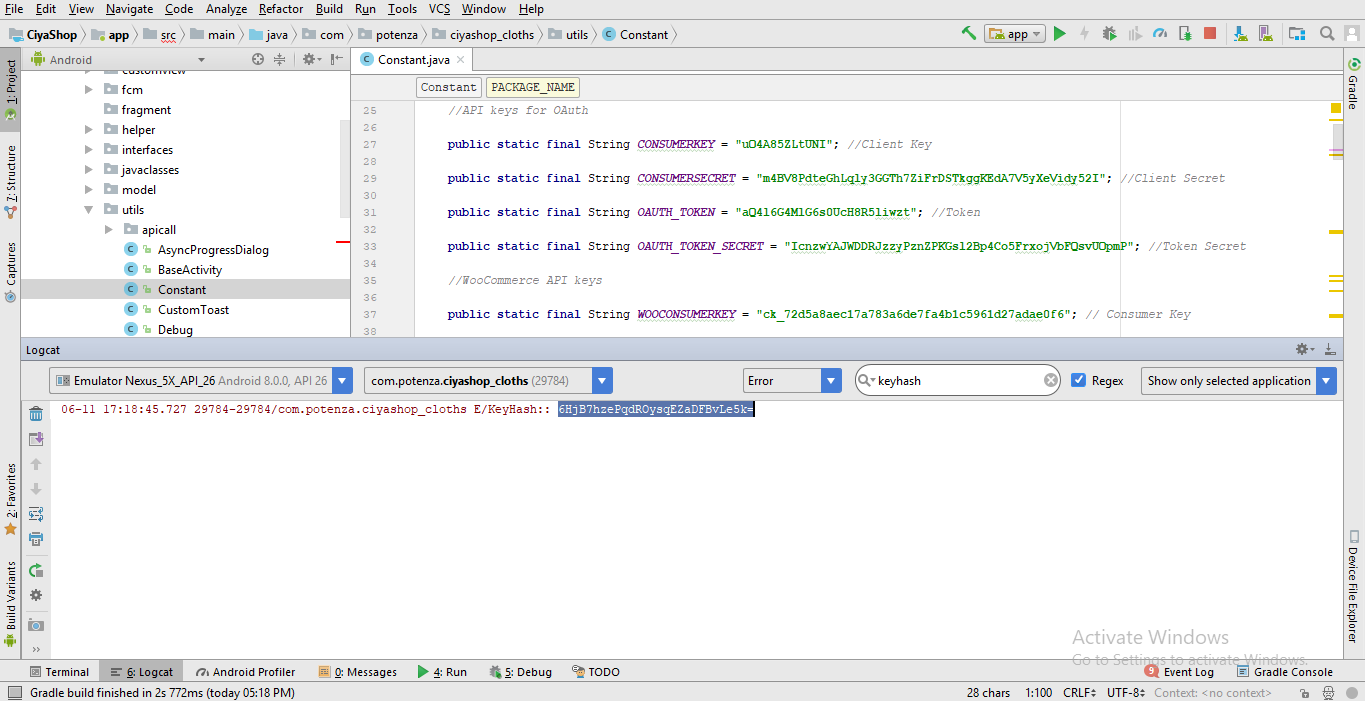 File Edit View Navigate Code Analyze Refactor Build Run Tools VCS Window Help
CiyaShop app src main java com potenza ciyashop_cloths utils Constant app
1: Project
7: Structure
Captures
2: Favorites
Build Variants
Android
customview
fcm
fragment
helper
interfaces
javaclasses
model
utils
apicall
AsyncProgressDialog
BaseActivity
Constant
CustomToast
Debug
Constant.java
Constant PACKAGE_NAME
25 //API keys for OAuth
26
27 public static final String CONSUMERKEY = "uO4A85ZLtUNI"; //Client Key
28
29 public static final String CONSUMERSECRET = "m4BV8PdteGhLqly3GGTh7ZiFrDSTkggKEdA7V5yXeVidy52I"; //Client Secret
30
31 public static final String OAUTH_TOKEN = "aQ4l6G4MlG6s0UcH8R5liwzt"; //Token
32
33 public static final String OAUTH_TOKEN_SECRET = "IcnzwYAJWDDRJzzyPznZPKGsl2Bp4Co5FrxojVbFQsvUOpmP"; //Token Secret
34
35 //WooCommerce API keys
36
37 public static final String WOOCONSUMERKEY = "ck_72d5a8aec17a783a6de7fa4b1c5961d27adae0f6"; // Consumer Key
38
Gradle
Device File Explorer
Logcat
Emulator Nexus_5X_API_26 Android 8.0.0, API 26 com.potenza.ciyashop_cloths (29784) Error keyhash Regex Show only selected application
06-11 17:18:45.727 29784-29784/com.potenza.ciyashop_cloths E/KeyHash:: 6HjB7hzePqdROysgEZaDFBvLe5k=
Activate Windows
Go to Settings to activate Windows.
Terminal 6: Logcat Android Profiler 0: Messages 4: Run 5: Debug TODO 9 Event Log Gradle Console
Gradle build finished in 2s 772ms (today 05:18 PM) 28 chars 1:100 CRLF UTF-8 Context: <no context>